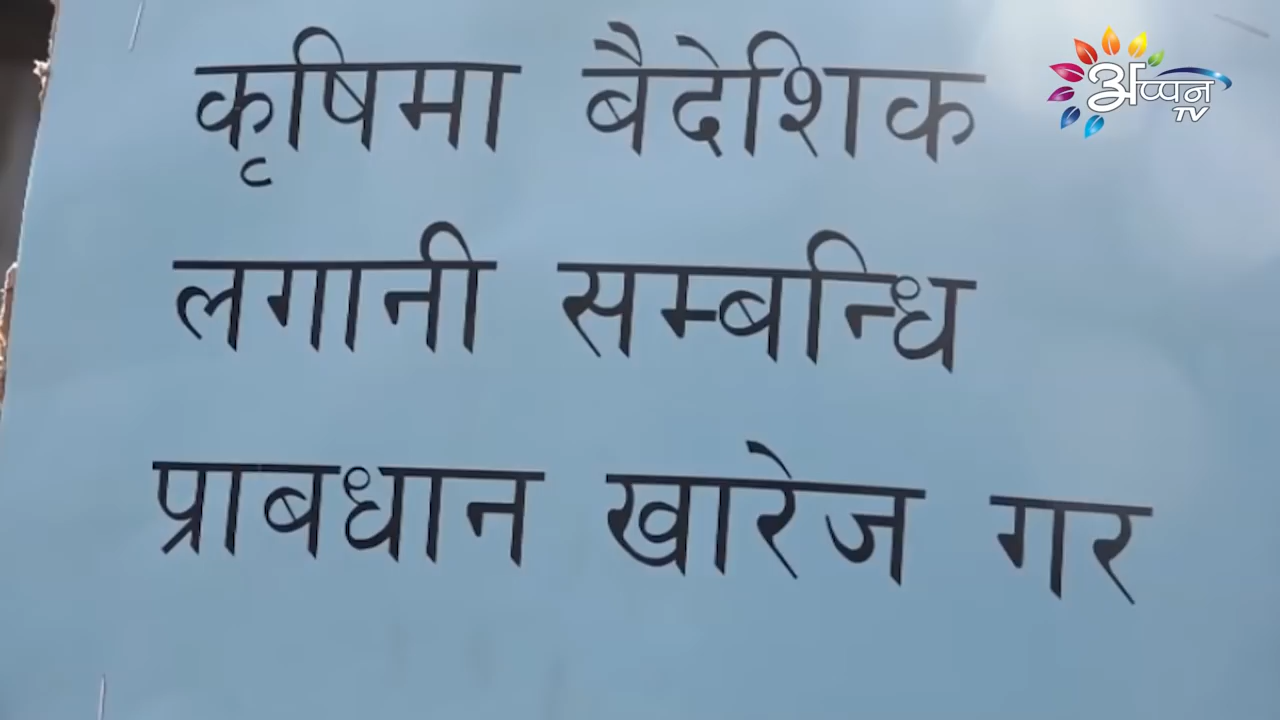 कृषिमा बैदेशिक
लगानी सम्बन्धि
प्राबधान खारेज गर
अप्पन
TV